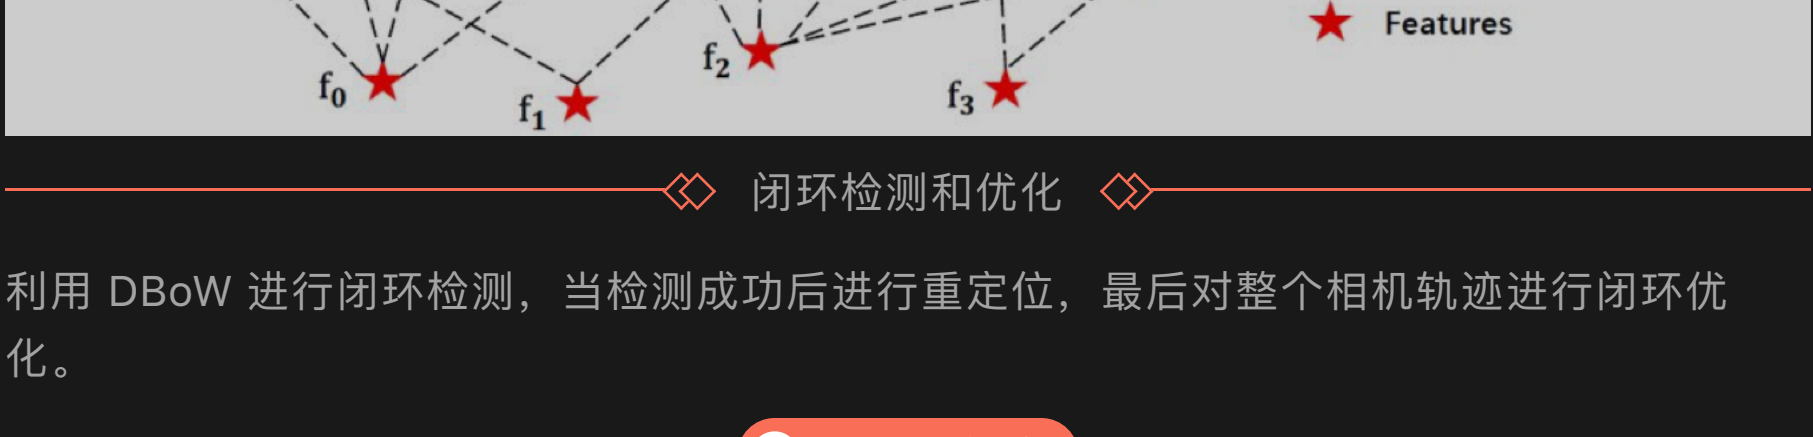 Features
f₀
f₁
f₂
f₃
闭环检测和优化
利用 DBoW 进行闭环检测，当检测成功后进行重定位，最后对整个相机轨迹进行闭环优
化。